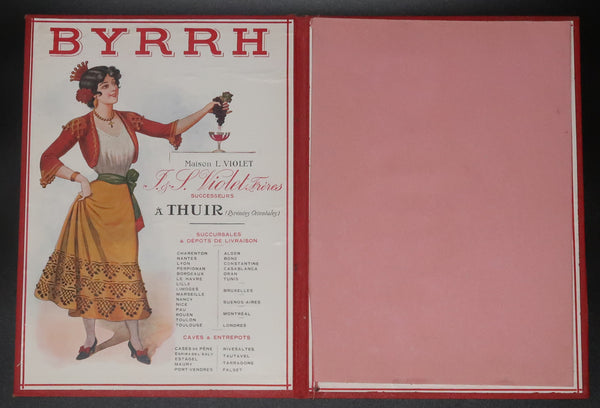 BYRRH
Maison L. VIOLET
J. & S. Violet Frères
SUCCESSEURS
À THUIR (Pyrénées Orientales)
SUCCURSALES
& DÉPOTS DE LIVRAISON
CHARENTON ALGER
NANTES BONE
LYON CONSTANTINE
PERPIGNAN CASABLANCA
BORDEAUX ORAN
LE HAVRE TUNIS
LILLE
LIMOGES BRUXELLES
MARSEILLE
NANCY BUENOS-AIRES
NICE
PAU MONTRÉAL
ROUEN
TOULON
TOULOUSE LONDRES
CAVES & ENTREPOTS
CASES DE PÈNE RIVESALTES
ESTAGEL TAUTAVEL
MAURY TARRAGONE
PORT-VENDRES FALSET